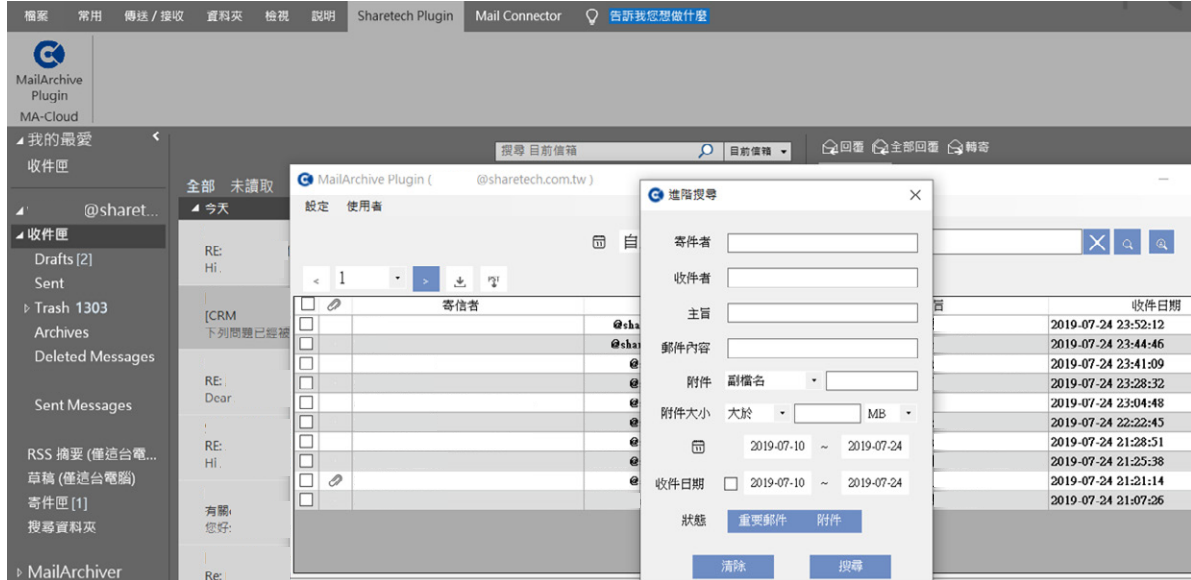 檔案 常用 傳送 / 接收 資料夾 檢視 說明 Sharetech Plugin Mail Connector 告訴我您想做什麼
MailArchive
Plugin
MA-Cloud
我的最愛
收件匣
@sharet...
收件匣
Drafts [2]
Sent
Trash 1303
Archives
Deleted Messages
Sent Messages
RSS 摘要 (僅這台電...
草稿 (僅這台電腦)
寄件匣 [1]
搜尋資料夾
MailArchiver
搜尋 目前信箱 目前信箱 回覆 全部回覆 轉寄
全部 未讀取
今天
RE:
Hi.
[CRM
下列問題已經被
RE:
Dear
RE:
Hi.
有關
您好:
Re:
MailArchive Plugin ( @sharetech.com.tw )
設定 使用者
自
< 1 >
寄信者 旨 收件日期
@sha 2019-07-24 23:52:12
@shar 2019-07-24 23:44:46
@ 2019-07-24 23:41:09
@ 2019-07-24 23:28:32
@ 2019-07-24 23:04:48
@ 2019-07-24 22:22:45
@ 2019-07-24 21:28:51
@ 2019-07-24 21:25:38
@ 2019-07-24 21:21:14
2019-07-24 21:07:26
進階搜尋
寄件者
收件者
主旨
郵件內容
附件 副檔名
附件大小 大於 MB
2019-07-10 ~ 2019-07-24
收件日期 2019-07-10 ~ 2019-07-24
狀態 重要郵件 附件
清除 搜尋